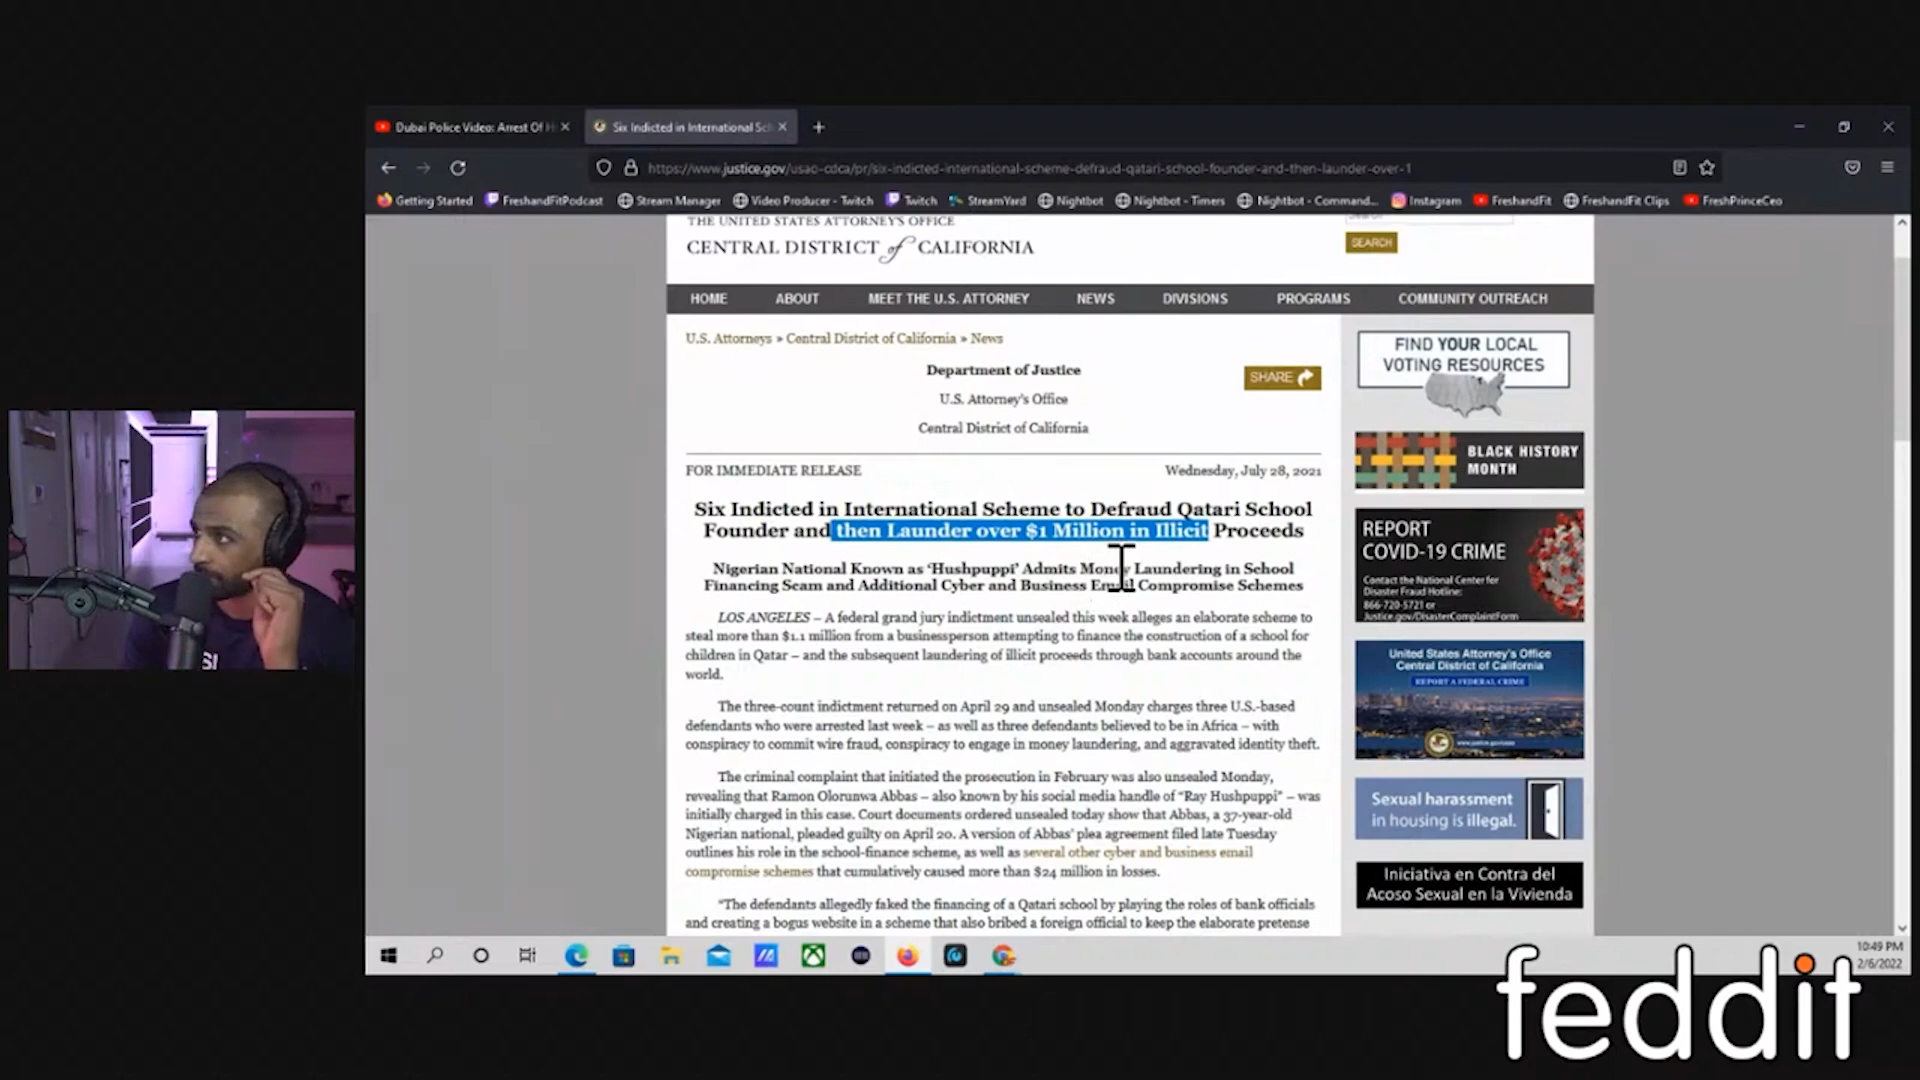 Dubai Police Video: Arrest Of H
Six Indicted in International Sch
https://www.justice.gov/usao-cdca/pr/six-indicted-international-scheme-defraud-qatari-school-founder-and-then-launder-over-1
Getting Started FreshandFitPodcast Stream Manager Video Producer - Twitch Twitch StreamYard Nightbot Nightbot - Timers Nightbot - Command... Instagram FreshandFit FreshandFit Clips FreshPrinceCeo
THE UNITED STATES ATTORNEY'S OFFICE
CENTRAL DISTRICT of CALIFORNIA
Search
SEARCH
HOME ABOUT MEET THE U.S. ATTORNEY NEWS DIVISIONS PROGRAMS COMMUNITY OUTREACH
U.S. Attorneys » Central District of California » News
Department of Justice
SHARE
U.S. Attorney's Office
Central District of California
FOR IMMEDIATE RELEASE
Wednesday, July 28, 2021
Six Indicted in International Scheme to Defraud Qatari School
Founder and then Launder over $1 Million in Illicit Proceeds
Nigerian National Known as ‘Hushpuppi’ Admits Money Laundering in School
Financing Scam and Additional Cyber and Business Email Compromise Schemes
LOS ANGELES – A federal grand jury indictment unsealed this week alleges an elaborate scheme to
steal more than $1.1 million from a businessperson attempting to finance the construction of a school for
children in Qatar – and the subsequent laundering of illicit proceeds through bank accounts around the
world.
The three-count indictment returned on April 29 and unsealed Monday charges three U.S.-based
defendants who were arrested last week – as well as three defendants believed to be in Africa – with
conspiracy to commit wire fraud, conspiracy to engage in money laundering, and aggravated identity theft.
The criminal complaint that initiated the prosecution in February was also unsealed Monday,
revealing that Ramon Olorunwa Abbas – also known by his social media handle of “Ray Hushpuppi” – was
initially charged in this case. Court documents ordered unsealed today show that Abbas, a 37-year-old
Nigerian national, pleaded guilty on April 20. A version of Abbas’ plea agreement filed late Tuesday
outlines his role in the school-finance scheme, as well as several other cyber and business email
compromise schemes that cumulatively caused more than $24 million in losses.
“The defendants allegedly faked the financing of a Qatari school by playing the roles of bank officials
and creating a bogus website in a scheme that also bribed a foreign official to keep the elaborate pretense
FIND YOUR LOCAL
VOTING RESOURCES
BLACK HISTORY
MONTH
REPORT
COVID-19 CRIME
Contact the National Center for
Disaster Fraud Hotline:
866-720-5721 or
Justice.gov/DisasterComplaintForm
United States Attorney's Office
Central District of California
REPORT A FEDERAL CRIME
Sexual harassment
in housing is illegal.
Iniciativa en Contra del
Acoso Sexual en la Vivienda
10:49 PM
2/6/2022
feddit